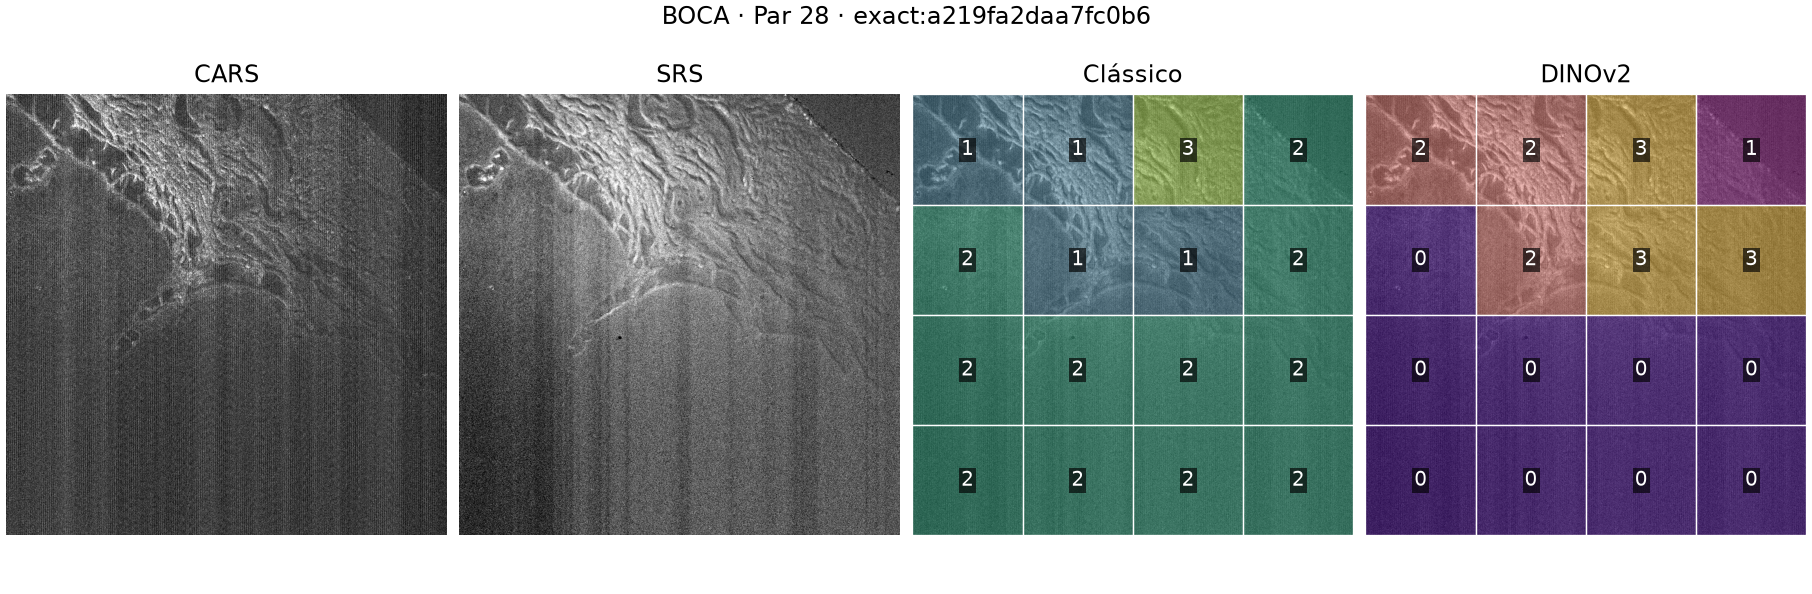 BOCA · Par 28 · exact:a219fa2daa7fc0b6
CARS
SRS
Clássico
DINOv2
1 1 3 2
2 1 1 2
2 2 2 2
2 2 2 2
2 2 3 1
0 2 3 3
0 0 0 0
0 0 0 0